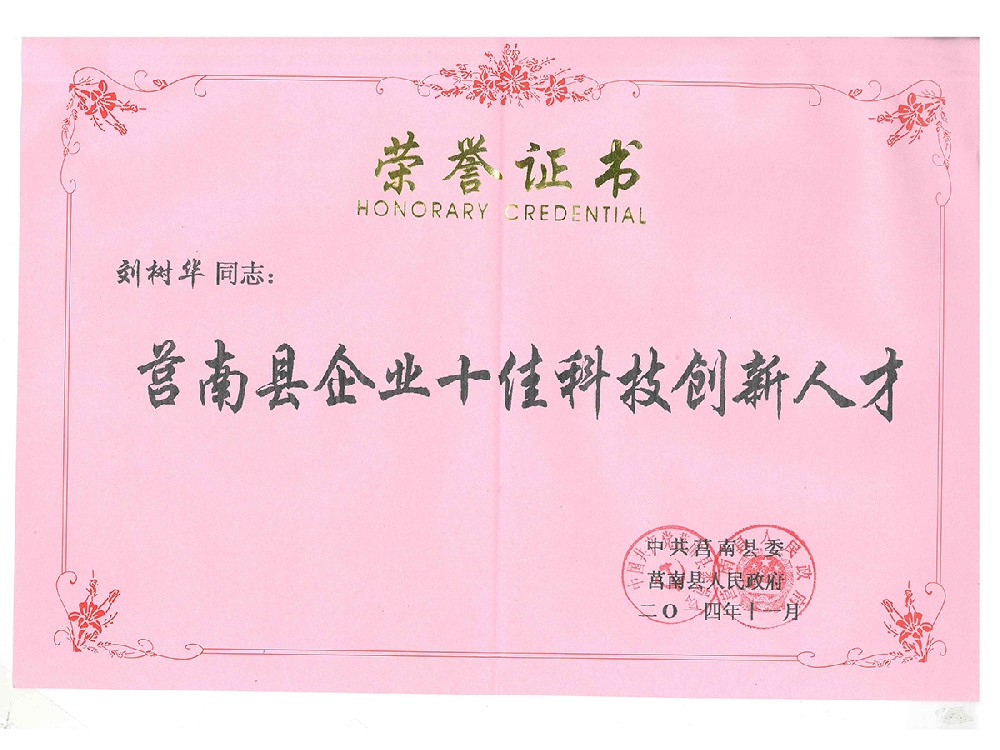 荣誉证书
HONORARY CREDENTIAL
刘树华 同志：
莒南县企业十佳科技创新人才
中共莒南县委
莒南县人民政府
二〇一四年十一月